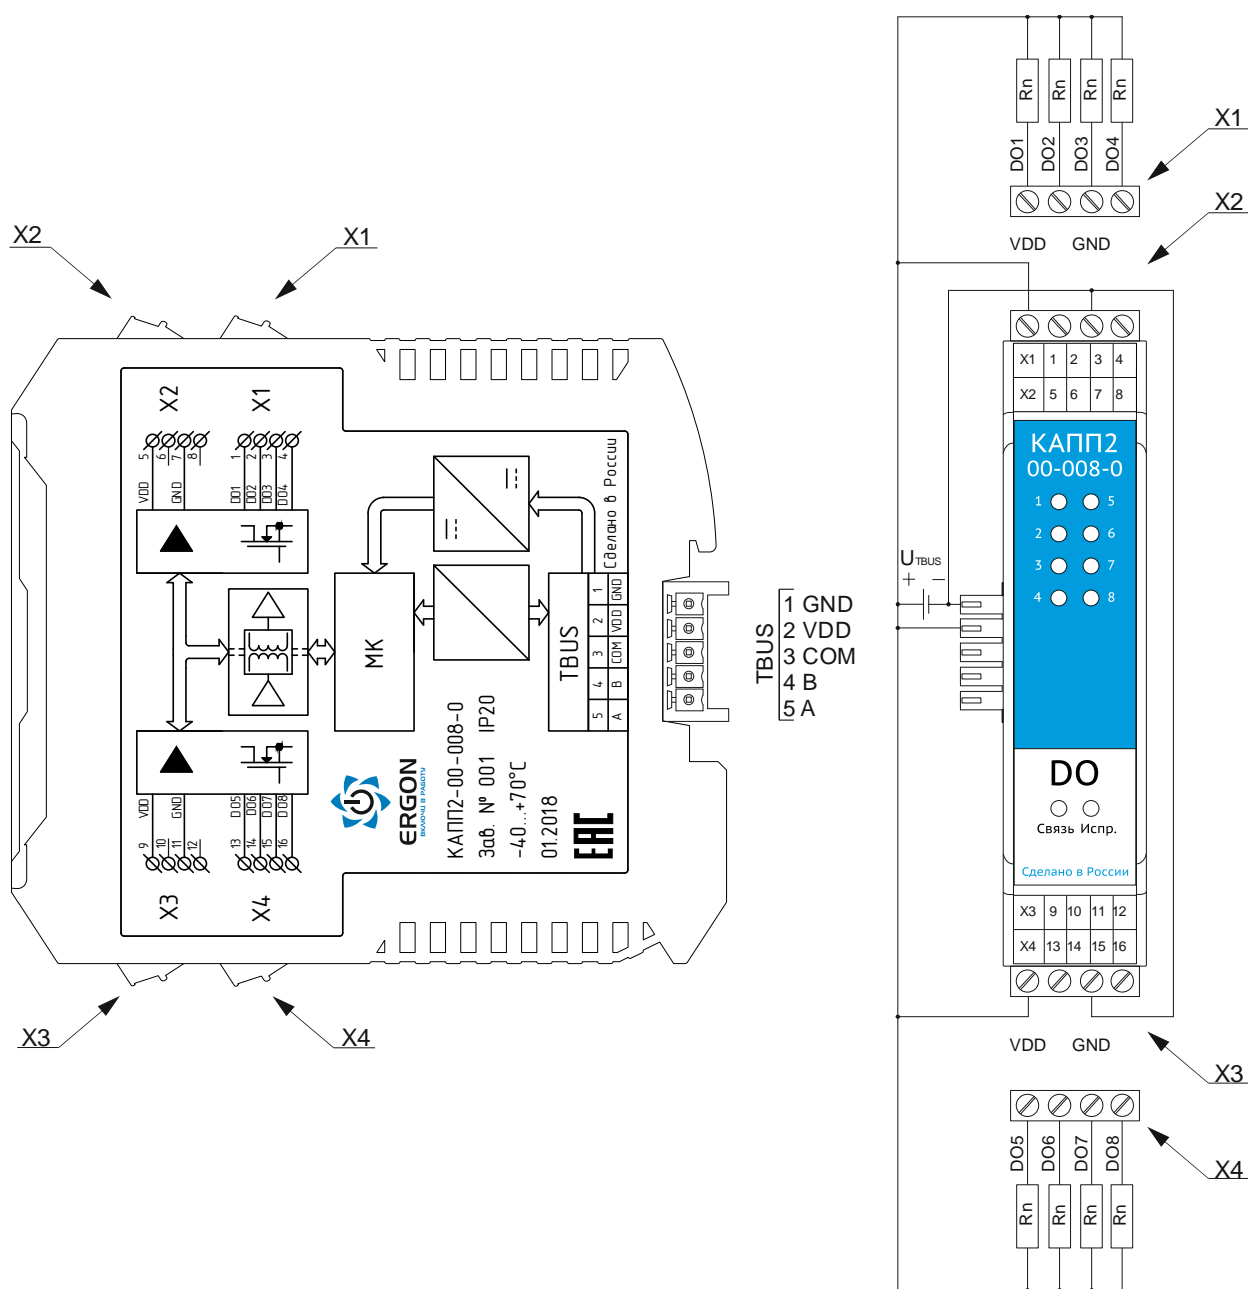 X2
X1
X2
X1
5
6
7
8
VDD
GND
1
2
3
4
DO1
DO2
DO3
DO4
МК
TBUS
1
2
3
4
5
GND
VDD
COM
B
A
Сделано в России
9
10
11
12
VDD
GND
13
14
15
16
DO5
DO6
DO7
DO8
X3
X4
ERGON
ВКЛЮЧИ В РАБОТУ
КАПП2-00-008-0
Зав. № 001 IP20
-40...+70°C
01.2018
EAC
X3
X4
TBUS
1 GND
2 VDD
3 COM
4 B
5 A
Rn Rn Rn Rn
DO1 DO2 DO3 DO4
X1
X2
VDD GND
X1 1 2 3 4
X2 5 6 7 8
КАПП2
00-008-0
1 5
2 6
3 7
4 8
UTBUS
+ −
DO
Связь Испр.
Сделано в России
X3 9 10 11 12
X4 13 14 15 16
VDD GND
X3
X4
DO5 DO6 DO7 DO8
Rn Rn Rn Rn